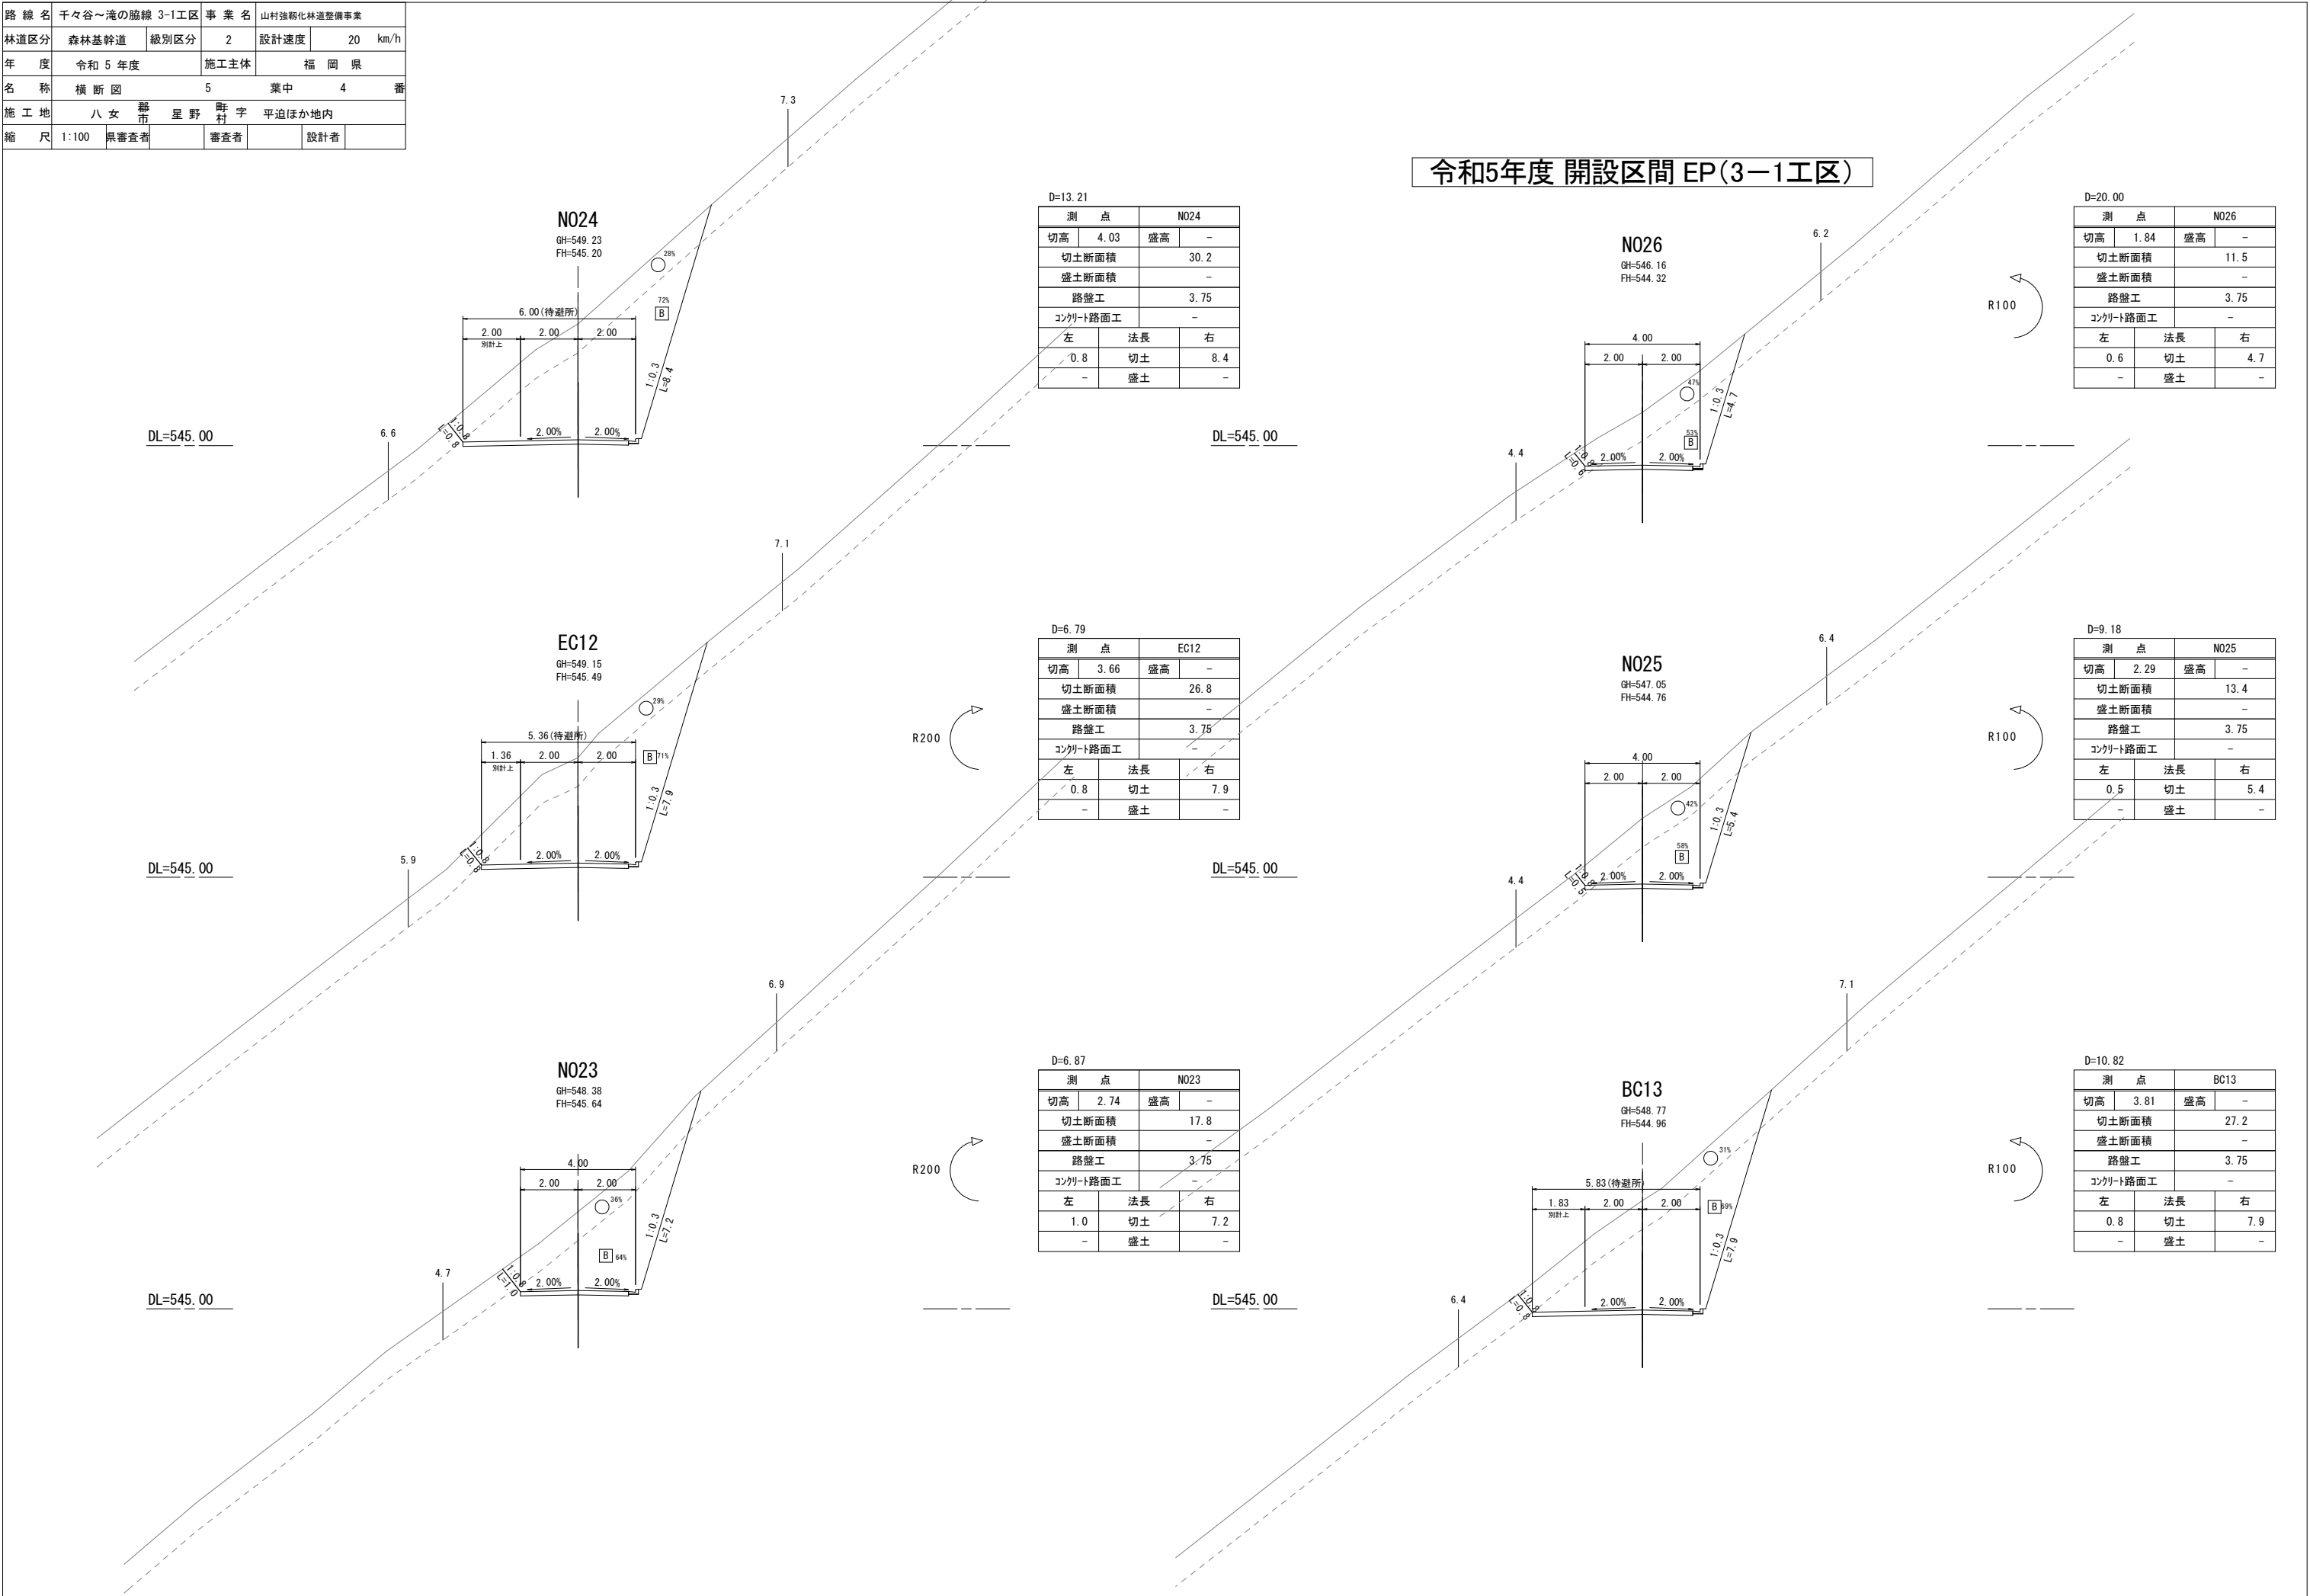 路線名 千々谷～滝の脇線 3-1工区 事業名 山村強靱化林道整備事業
林道区分 森林基幹道 級別区分 2 設計速度 20 km/h
年度 令和 5 年度 施工主体 福岡県
名称 横断図 5 葉中 4 番
施工地 八女 郡市 星野 町村 字 平迫ほか地内
縮尺 1:100 県審査者 審査者 設計者
令和5年度 開設区間 EP(3－1工区)
NO24
GH=549.23
FH=545.20
7.3
28%
72%
B
6.00(待避所)
2.00 2.00 2.00
別計上
1:0.3
L=8.4
1:0.8
L=0.8
2.00% 2.00%
6.6
DL=545.00
D=13.21
測点 NO24
切高 4.03 盛高 -
切土断面積 30.2
盛土断面積 -
路盤工 3.75
コンクリート路面工 -
左 法長 右
0.8 切土 8.4
- 盛土 -
EC12
GH=549.15
FH=545.49
7.1
29%
B 71%
5.36(待避所)
1.36 2.00 2.00
別計上
1:0.3
L=7.9
1:0.8
L=0.8
2.00% 2.00%
5.9
DL=545.00
R200
D=6.79
測点 EC12
切高 3.66 盛高 -
切土断面積 26.8
盛土断面積 -
路盤工 3.75
コンクリート路面工 -
左 法長 右
0.8 切土 7.9
- 盛土 -
NO23
GH=548.38
FH=545.64
6.9
4.00
2.00 2.00
36%
B 64%
1:0.3
L=7.2
1:0.8
L=1.0
2.00% 2.00%
4.7
DL=545.00
R200
D=6.87
測点 NO23
切高 2.74 盛高 -
切土断面積 17.8
盛土断面積 -
路盤工 3.75
コンクリート路面工 -
左 法長 右
1.0 切土 7.2
- 盛土 -
NO26
GH=546.16
FH=544.32
6.2
4.00
2.00 2.00
47%
53%
B
1:0.3
L=4.7
1:0.8
L=0.6
2.00% 2.00%
4.4
DL=545.00
R100
D=20.00
測点 NO26
切高 1.84 盛高 -
切土断面積 11.5
盛土断面積 -
路盤工 3.75
コンクリート路面工 -
左 法長 右
0.6 切土 4.7
- 盛土 -
NO25
GH=547.05
FH=544.76
6.4
4.00
2.00 2.00
42%
58%
B
1:0.3
L=5.4
1:0.8
L=0.5
2.00% 2.00%
4.4
DL=545.00
R100
D=9.18
測点 NO25
切高 2.29 盛高 -
切土断面積 13.4
盛土断面積 -
路盤工 3.75
コンクリート路面工 -
左 法長 右
0.5 切土 5.4
- 盛土 -
BC13
GH=548.77
FH=544.96
7.1
31%
B 69%
5.83(待避所)
1.83 2.00 2.00
別計上
1:0.3
L=7.9
1:0.8
L=0.8
2.00% 2.00%
6.4
DL=545.00
R100
D=10.82
測点 BC13
切高 3.81 盛高 -
切土断面積 27.2
盛土断面積 -
路盤工 3.75
コンクリート路面工 -
左 法長 右
0.8 切土 7.9
- 盛土 -